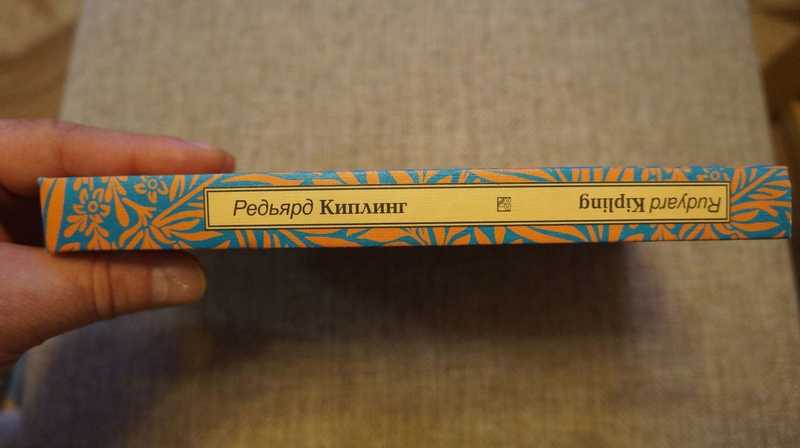 Редьярд Киплинг
Rudyard Kipling